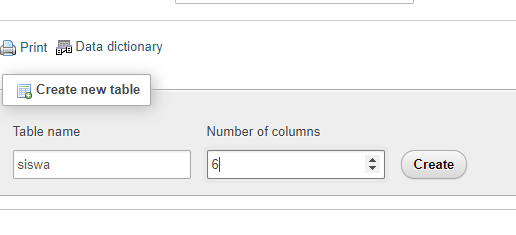 Print Data dictionary
Create new table
Table name Number of columns
siswa 6 Create